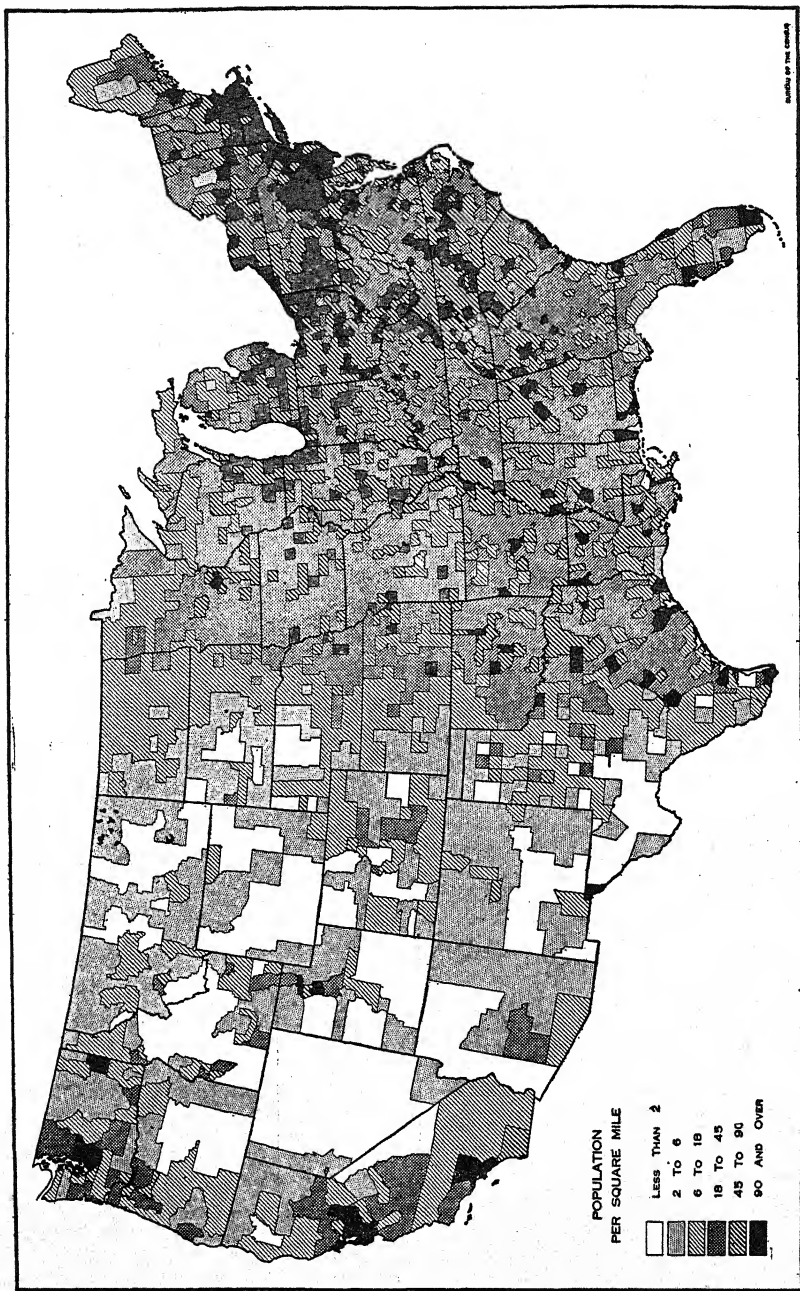 POPULATION
PER SQUARE MILE
LESS THAN 2
2 TO 6
6 TO 18
18 TO 45
45 TO 90
90 AND OVER
BUREAU OF THE CENSUS